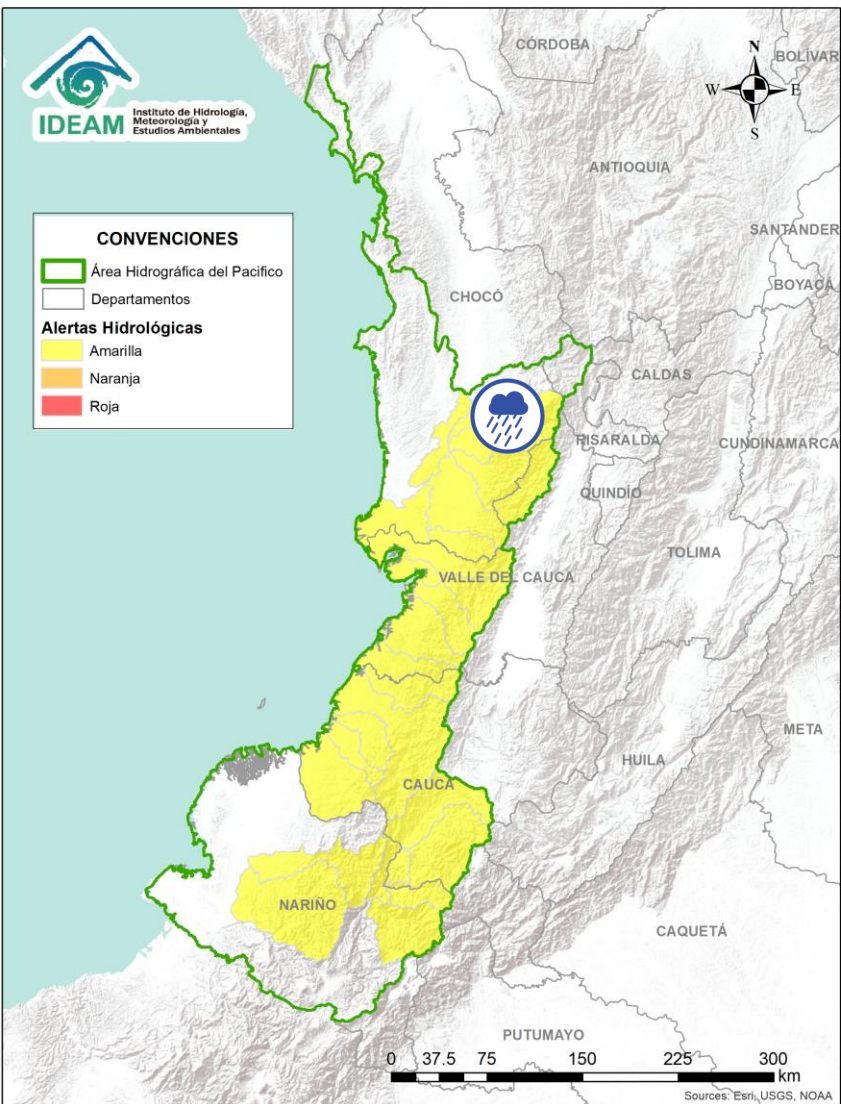 IDEAM
Instituto de Hidrología,
Meteorología y
Estudios Ambientales
CÓRDOBA
BOLÍVAR
N
W
E
S
ANTIOQUIA
SANTANDER
BOYACÁ
CONVENCIONES
Área Hidrográfica del Pacifico
Departamentos
Alertas Hidrológicas
Amarilla
Naranja
Roja
CHOCÓ
CALDAS
RISARALDA
CUNDINAMARCA
QUINDÍO
TOLIMA
VALLE DEL CAUCA
META
HUILA
CAUCA
NARIÑO
CAQUETÁ
PUTUMAYO
0 37.5 75 150 225 300
km
Sources: Esri, USGS, NOAA